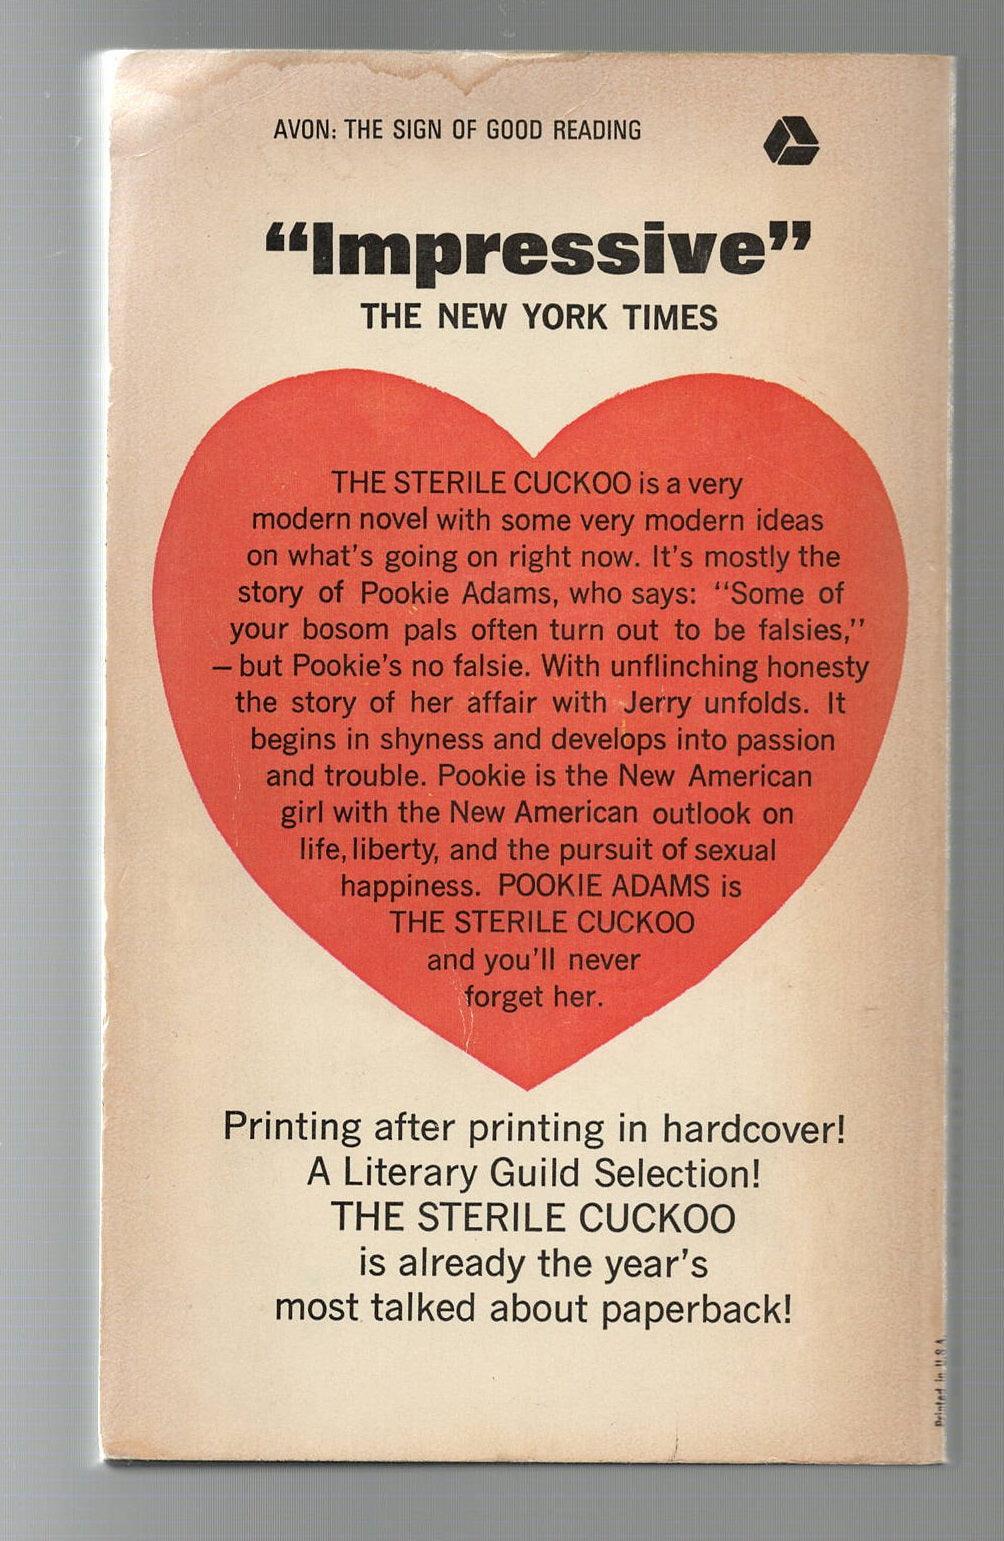 AVON: THE SIGN OF GOOD READING
“Impressive”
THE NEW YORK TIMES
THE STERILE CUCKOO is a very
modern novel with some very modern ideas
on what's going on right now. It's mostly the
story of Pookie Adams, who says: “Some of
your bosom pals often turn out to be falsies,”
—but Pookie's no falsie. With unflinching honesty
the story of her affair with Jerry unfolds. It
begins in shyness and develops into passion
and trouble. Pookie is the New American
girl with the New American outlook on
life, liberty, and the pursuit of sexual
happiness. POOKIE ADAMS is
THE STERILE CUCKOO
and you'll never
forget her.
Printing after printing in hardcover!
A Literary Guild Selection!
THE STERILE CUCKOO
is already the year's
most talked about paperback!
Printed in U S A